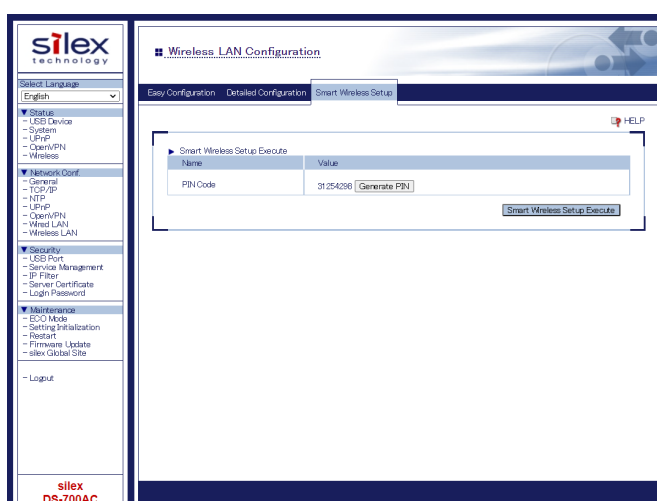 silex
technology
Select Language
English
▼ Status
- USB Device
- System
- UPnP
- OpenVPN
- Wireless
▼ Network Conf.
- General
- TCP/IP
- NTP
- UPnP
- OpenVPN
- Wired LAN
- Wireless LAN
▼ Security
- USB Port
- Service Management
- IP Filter
- Server Certificate
- Login Password
▼ Maintenance
- ECO Mode
- Setting Initialization
- Restart
- Firmware Update
- silex Global Site
- Logout
silex
DS-700AC
Wireless LAN Configuration
Easy Configuration Detailed Configuration Smart Wireless Setup
HELP
Smart Wireless Setup Execute
Name Value
PIN Code 31254298 Generate PIN
Smart Wireless Setup Execute